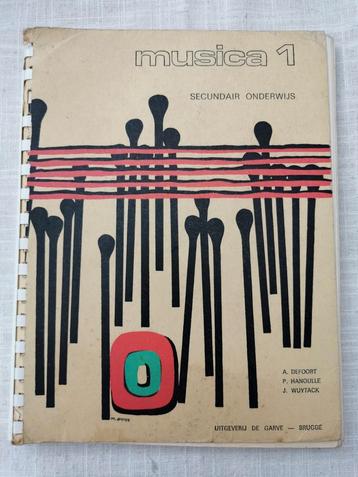 musica 1
SECUNDAIR ONDERWIJS
A. DEFOORT
P. HANOULLE
J. WUYTACK
UITGEVERIJ DE GARVE — BRUGGE